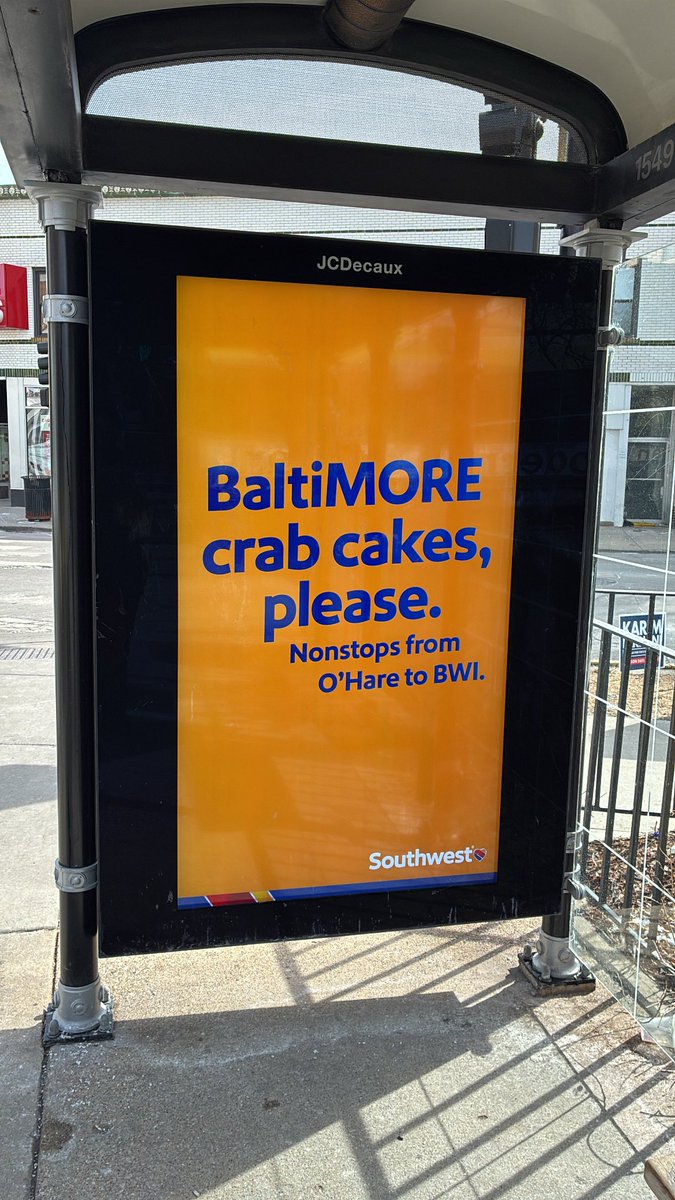 1549
JCDecaux
BaltiMORE
crab cakes,
please.
Nonstops from
O'Hare to BWI.
Southwest